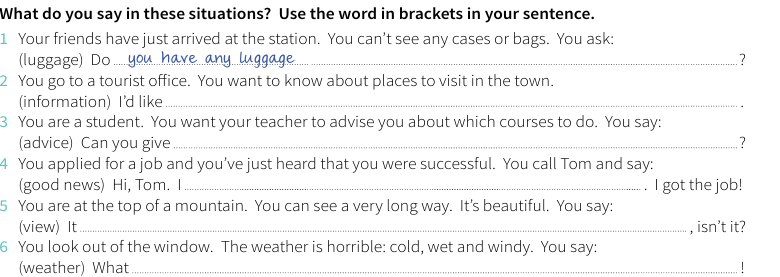 What do you say in these situations? Use the word in brackets in your sentence.
1 Your friends have just arrived at the station. You can't see any cases or bags. You ask:
(luggage) Do you have any luggage ?
2 You go to a tourist office. You want to know about places to visit in the town.
(information) I'd like .
3 You are a student. You want your teacher to advise you about which courses to do. You say:
(advice) Can you give ?
4 You applied for a job and you've just heard that you were successful. You call Tom and say:
(good news) Hi, Tom. I . I got the job!
5 You are at the top of a mountain. You can see a very long way. It's beautiful. You say:
(view) It , isn't it?
6 You look out of the window. The weather is horrible: cold, wet and windy. You say:
(weather) What !